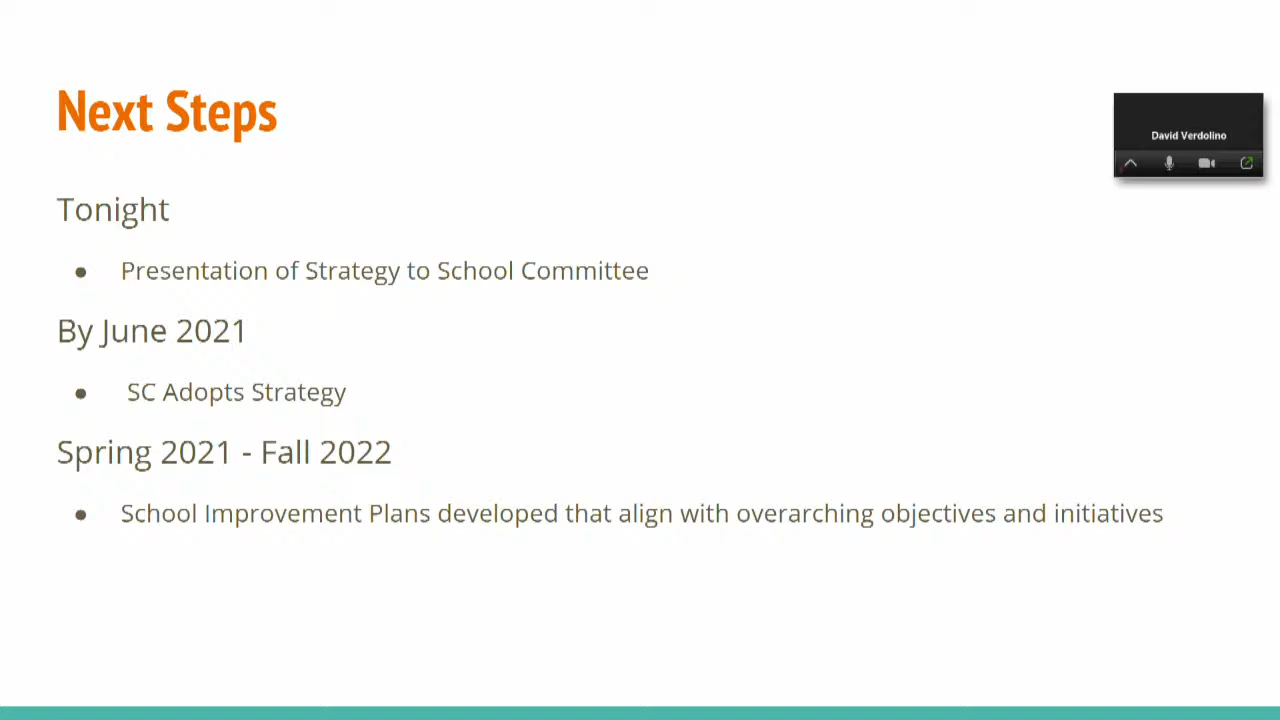 Next Steps
David Verdolino
Tonight
● Presentation of Strategy to School Committee
By June 2021
● SC Adopts Strategy
Spring 2021 - Fall 2022
● School Improvement Plans developed that align with overarching objectives and initiatives